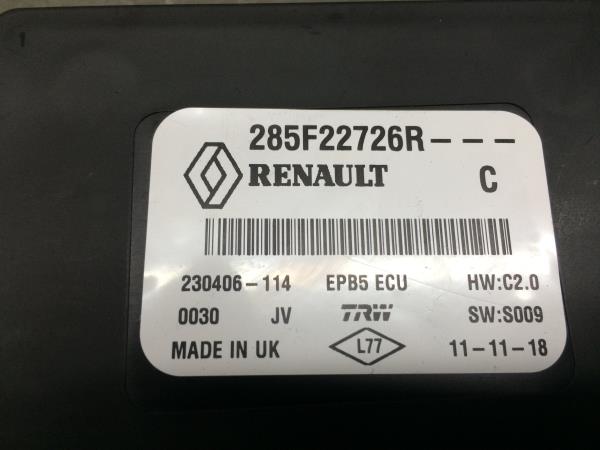 285F22726R---
RENAULT C
230406-114 EPB5 ECU HW:C2.0
0030 JV TRW SW:S009
MADE IN UK L77 11-11-18